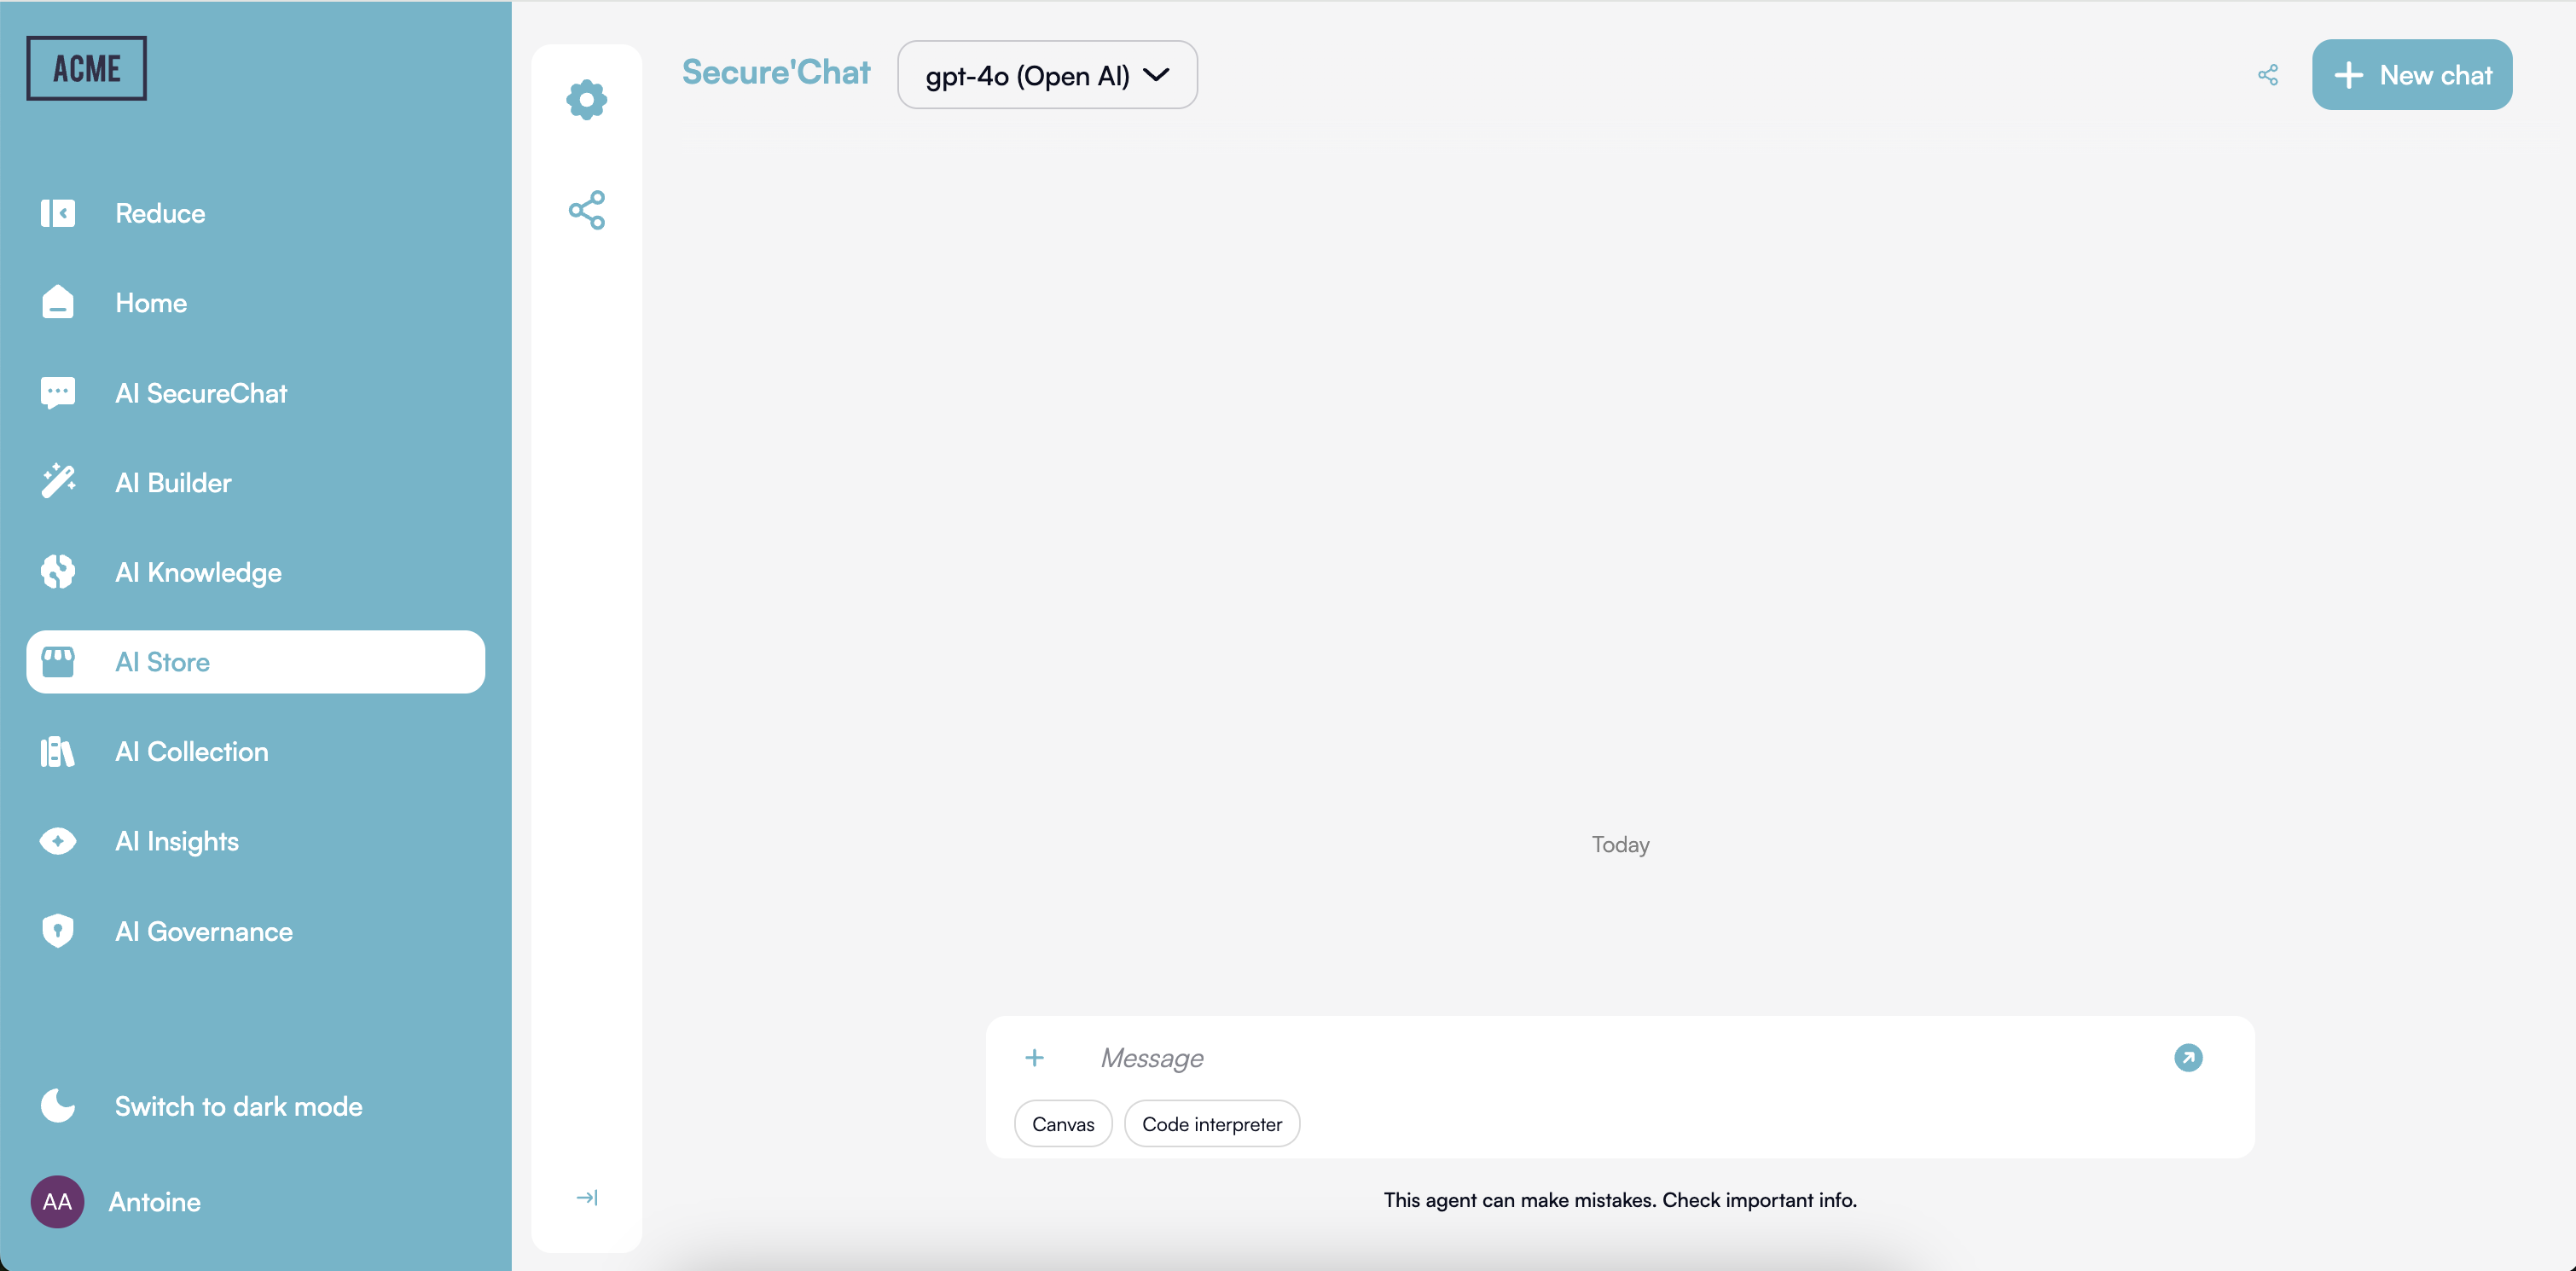 ACME
Reduce
Home
AI SecureChat
AI Builder
AI Knowledge
AI Store
AI Collection
AI Insights
AI Governance
Switch to dark mode
AA Antoine
Secure'Chat gpt-4o (Open AI) New chat
Today
Message
Canvas Code interpreter
This agent can make mistakes. Check important info.